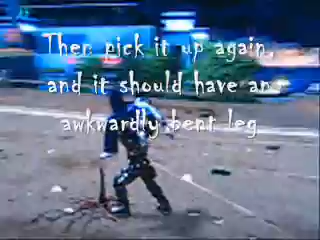 Then pick it up again,
and it should have an
awkwardly bent leg